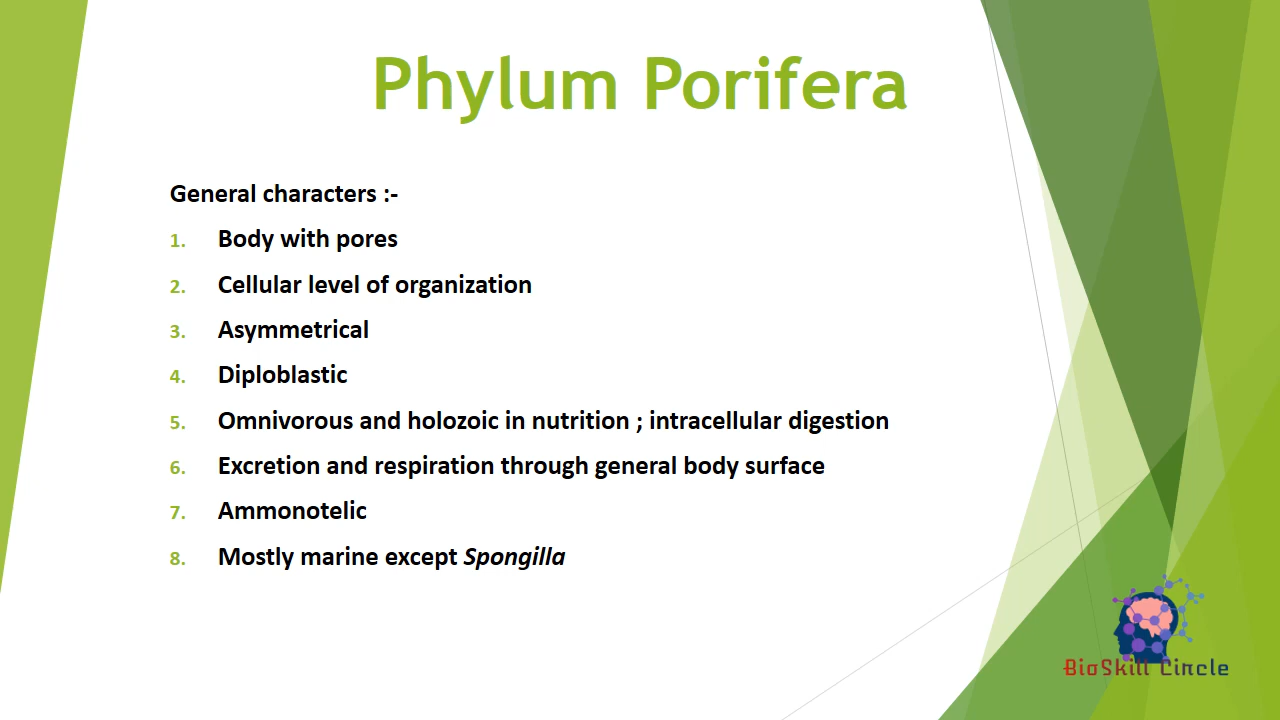 Phylum Porifera
General characters :-
1. Body with pores
2. Cellular level of organization
3. Asymmetrical
4. Diploblastic
5. Omnivorous and holozoic in nutrition ; intracellular digestion
6. Excretion and respiration through general body surface
7. Ammonotelic
8. Mostly marine except Spongilla
BioSkill Circle